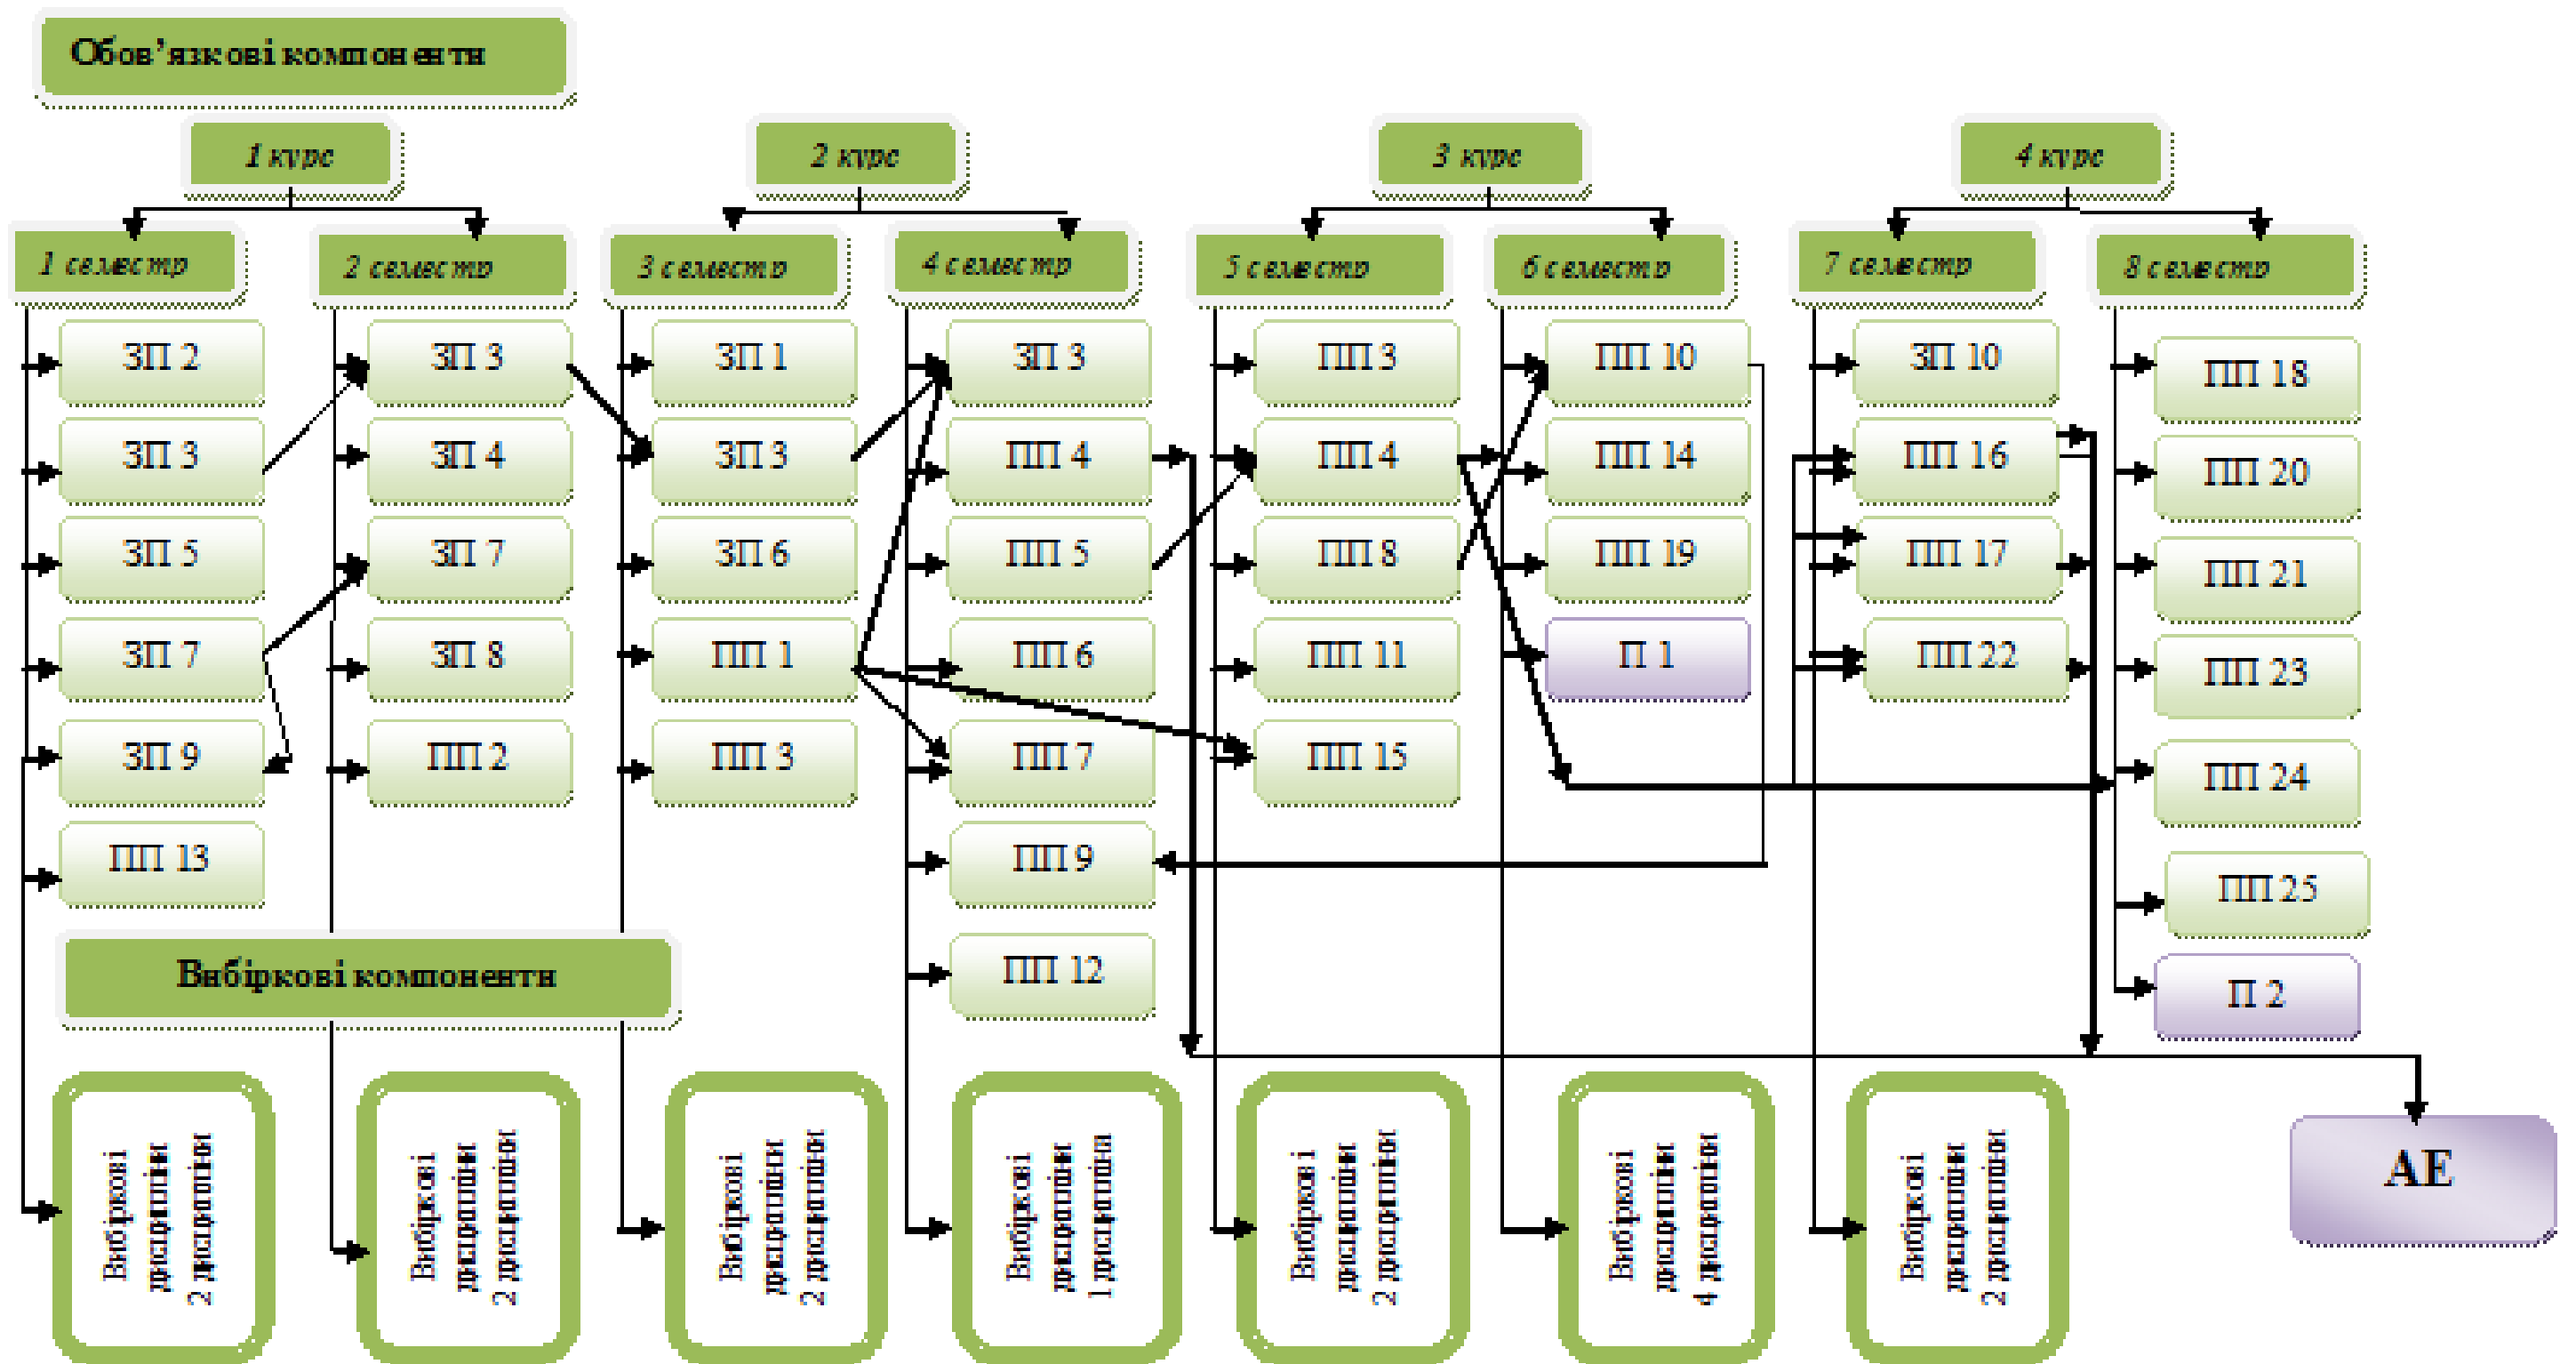 Обов’язкові компоненти
1 курс
2 курс
3 курс
4 курс
1 семестр
2 семестр
3 семестр
4 семестр
5 семестр
6 семестр
7 семестр
8 семестр
ЗП 2
ЗП 3
ЗП 5
ЗП 7
ЗП 9
ПП 13
ЗП 3
ЗП 4
ЗП 7
ЗП 8
ПП 2
ЗП 1
ЗП 3
ЗП 6
ПП 1
ПП 3
ЗП 3
ПП 4
ПП 5
ПП 6
ПП 7
ПП 9
ПП 12
ПП 3
ПП 4
ПП 8
ПП 11
ПП 15
ПП 10
ПП 14
ПП 19
П 1
ЗП 10
ПП 16
ПП 17
ПП 22
ПП 18
ПП 20
ПП 21
ПП 23
ПП 24
ПП 25
П 2
Вибіркові компоненти
Вибіркові
дисципліни
2 дисципліни
Вибіркові
дисципліни
2 дисципліни
Вибіркові
дисципліни
2 дисципліни
Вибіркові
дисципліни
1 дисципліна
Вибіркові
дисципліни
2 дисципліни
Вибіркові
дисципліни
4 дисципліни
Вибіркові
дисципліни
2 дисципліни
АЕ